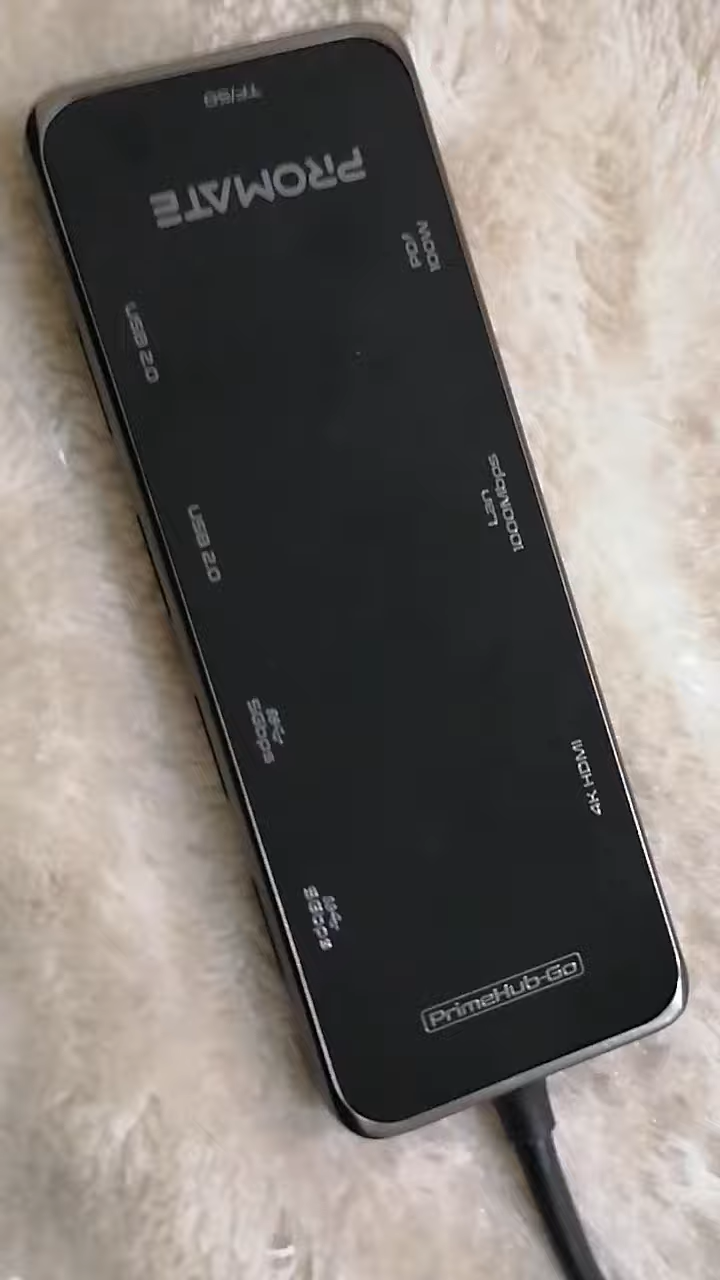 TF/SD
PROMATE
100W
PD/
USB 2.0
1000Mbps
Lan
USB 2.0
5Gbps
4K HDMI
5Gbps
PrimeHub-Go